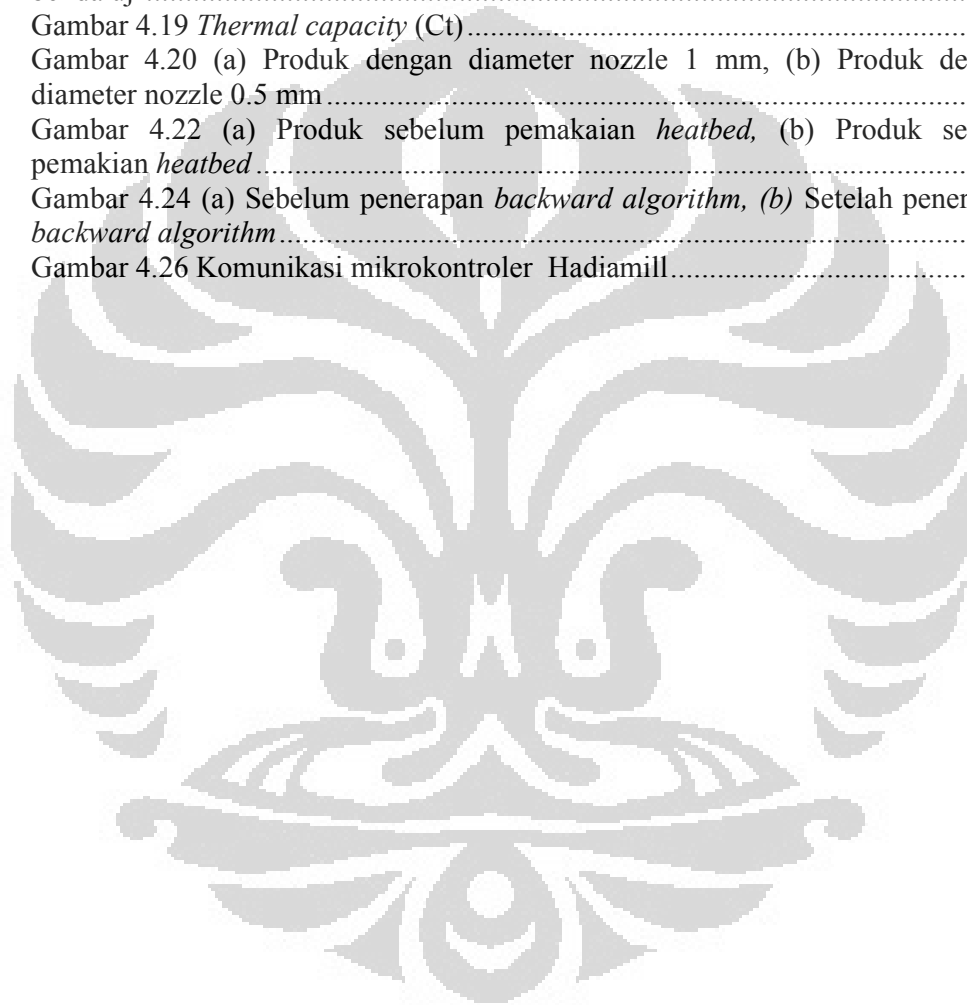 Gambar 4.19 Thermal capacity (Ct)................................................................
Gambar 4.20 (a) Produk dengan diameter nozzle 1 mm, (b) Produk de
diameter nozzle 0.5 mm................................................................................
Gambar 4.22 (a) Produk sebelum pemakaian heatbed, (b) Produk se
pemakian heatbed.........................................................................................
Gambar 4.24 (a) Sebelum penerapan backward algorithm, (b) Setelah pener
backward algorithm......................................................................................
Gambar 4.26 Komunikasi mikrokontroler Hadiamill.....................................